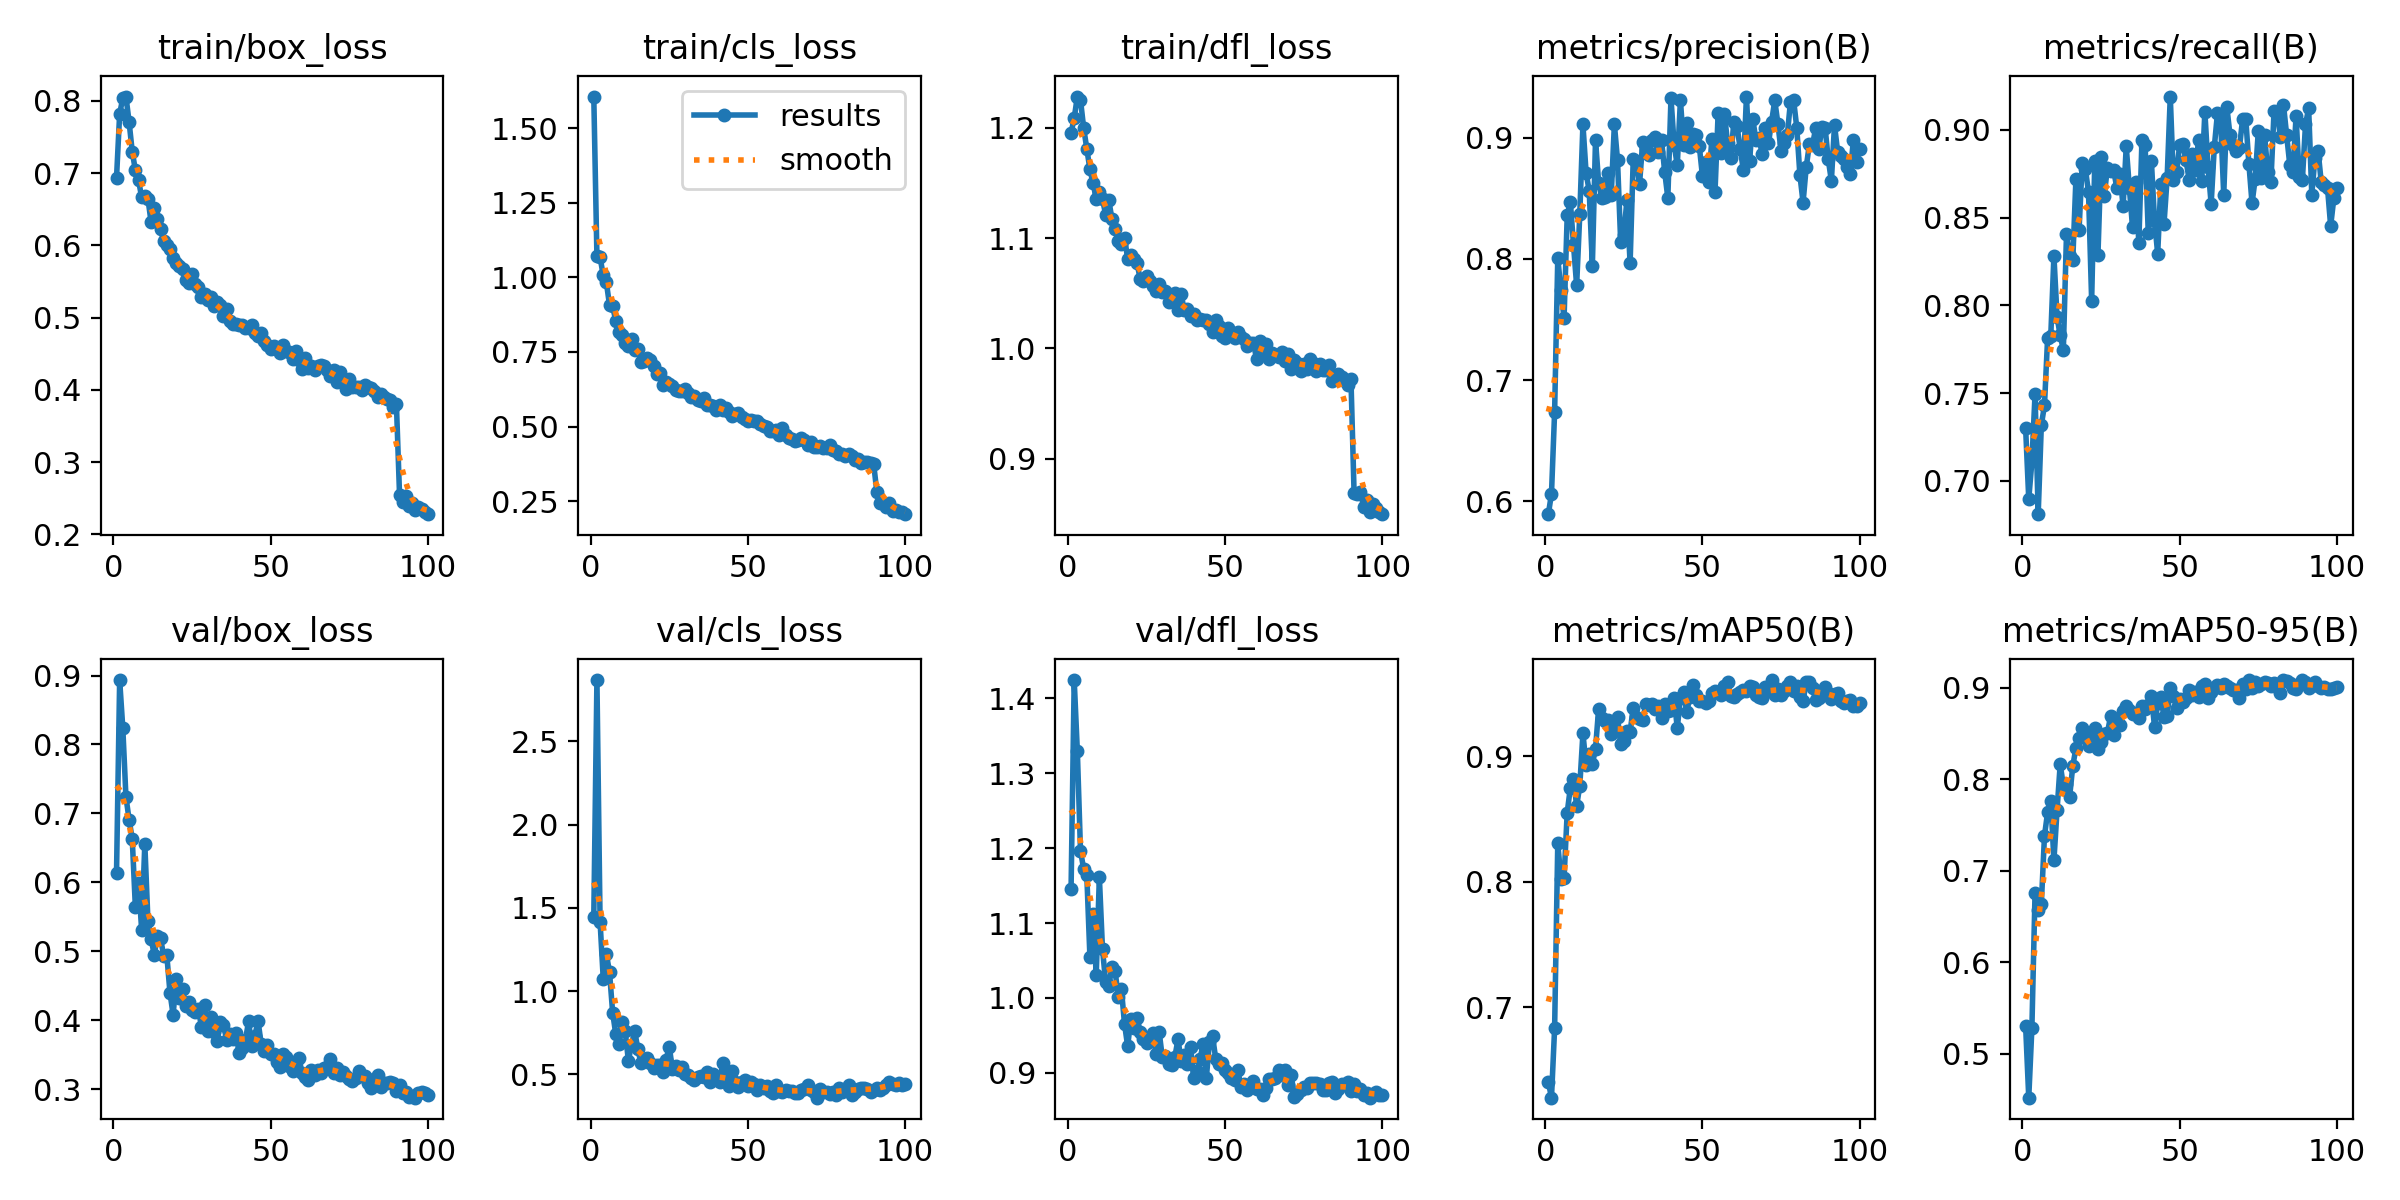 train/box_loss
0.8
0.7
0.6
0.5
0.4
0.3
0.2
0 50 100
train/cls_loss
results
smooth
1.50
1.25
1.00
0.75
0.50
0.25
0 50 100
train/dfl_loss
1.2
1.1
1.0
0.9
0 50 100
metrics/precision(B)
0.9
0.8
0.7
0.6
0 50 100
metrics/recall(B)
0.90
0.85
0.80
0.75
0.70
0 50 100
val/box_loss
0.9
0.8
0.7
0.6
0.5
0.4
0.3
0 50 100
val/cls_loss
2.5
2.0
1.5
1.0
0.5
0 50 100
val/dfl_loss
1.4
1.3
1.2
1.1
1.0
0.9
0 50 100
metrics/mAP50(B)
0.9
0.8
0.7
0 50 100
metrics/mAP50-95(B)
0.9
0.8
0.7
0.6
0.5
0 50 100